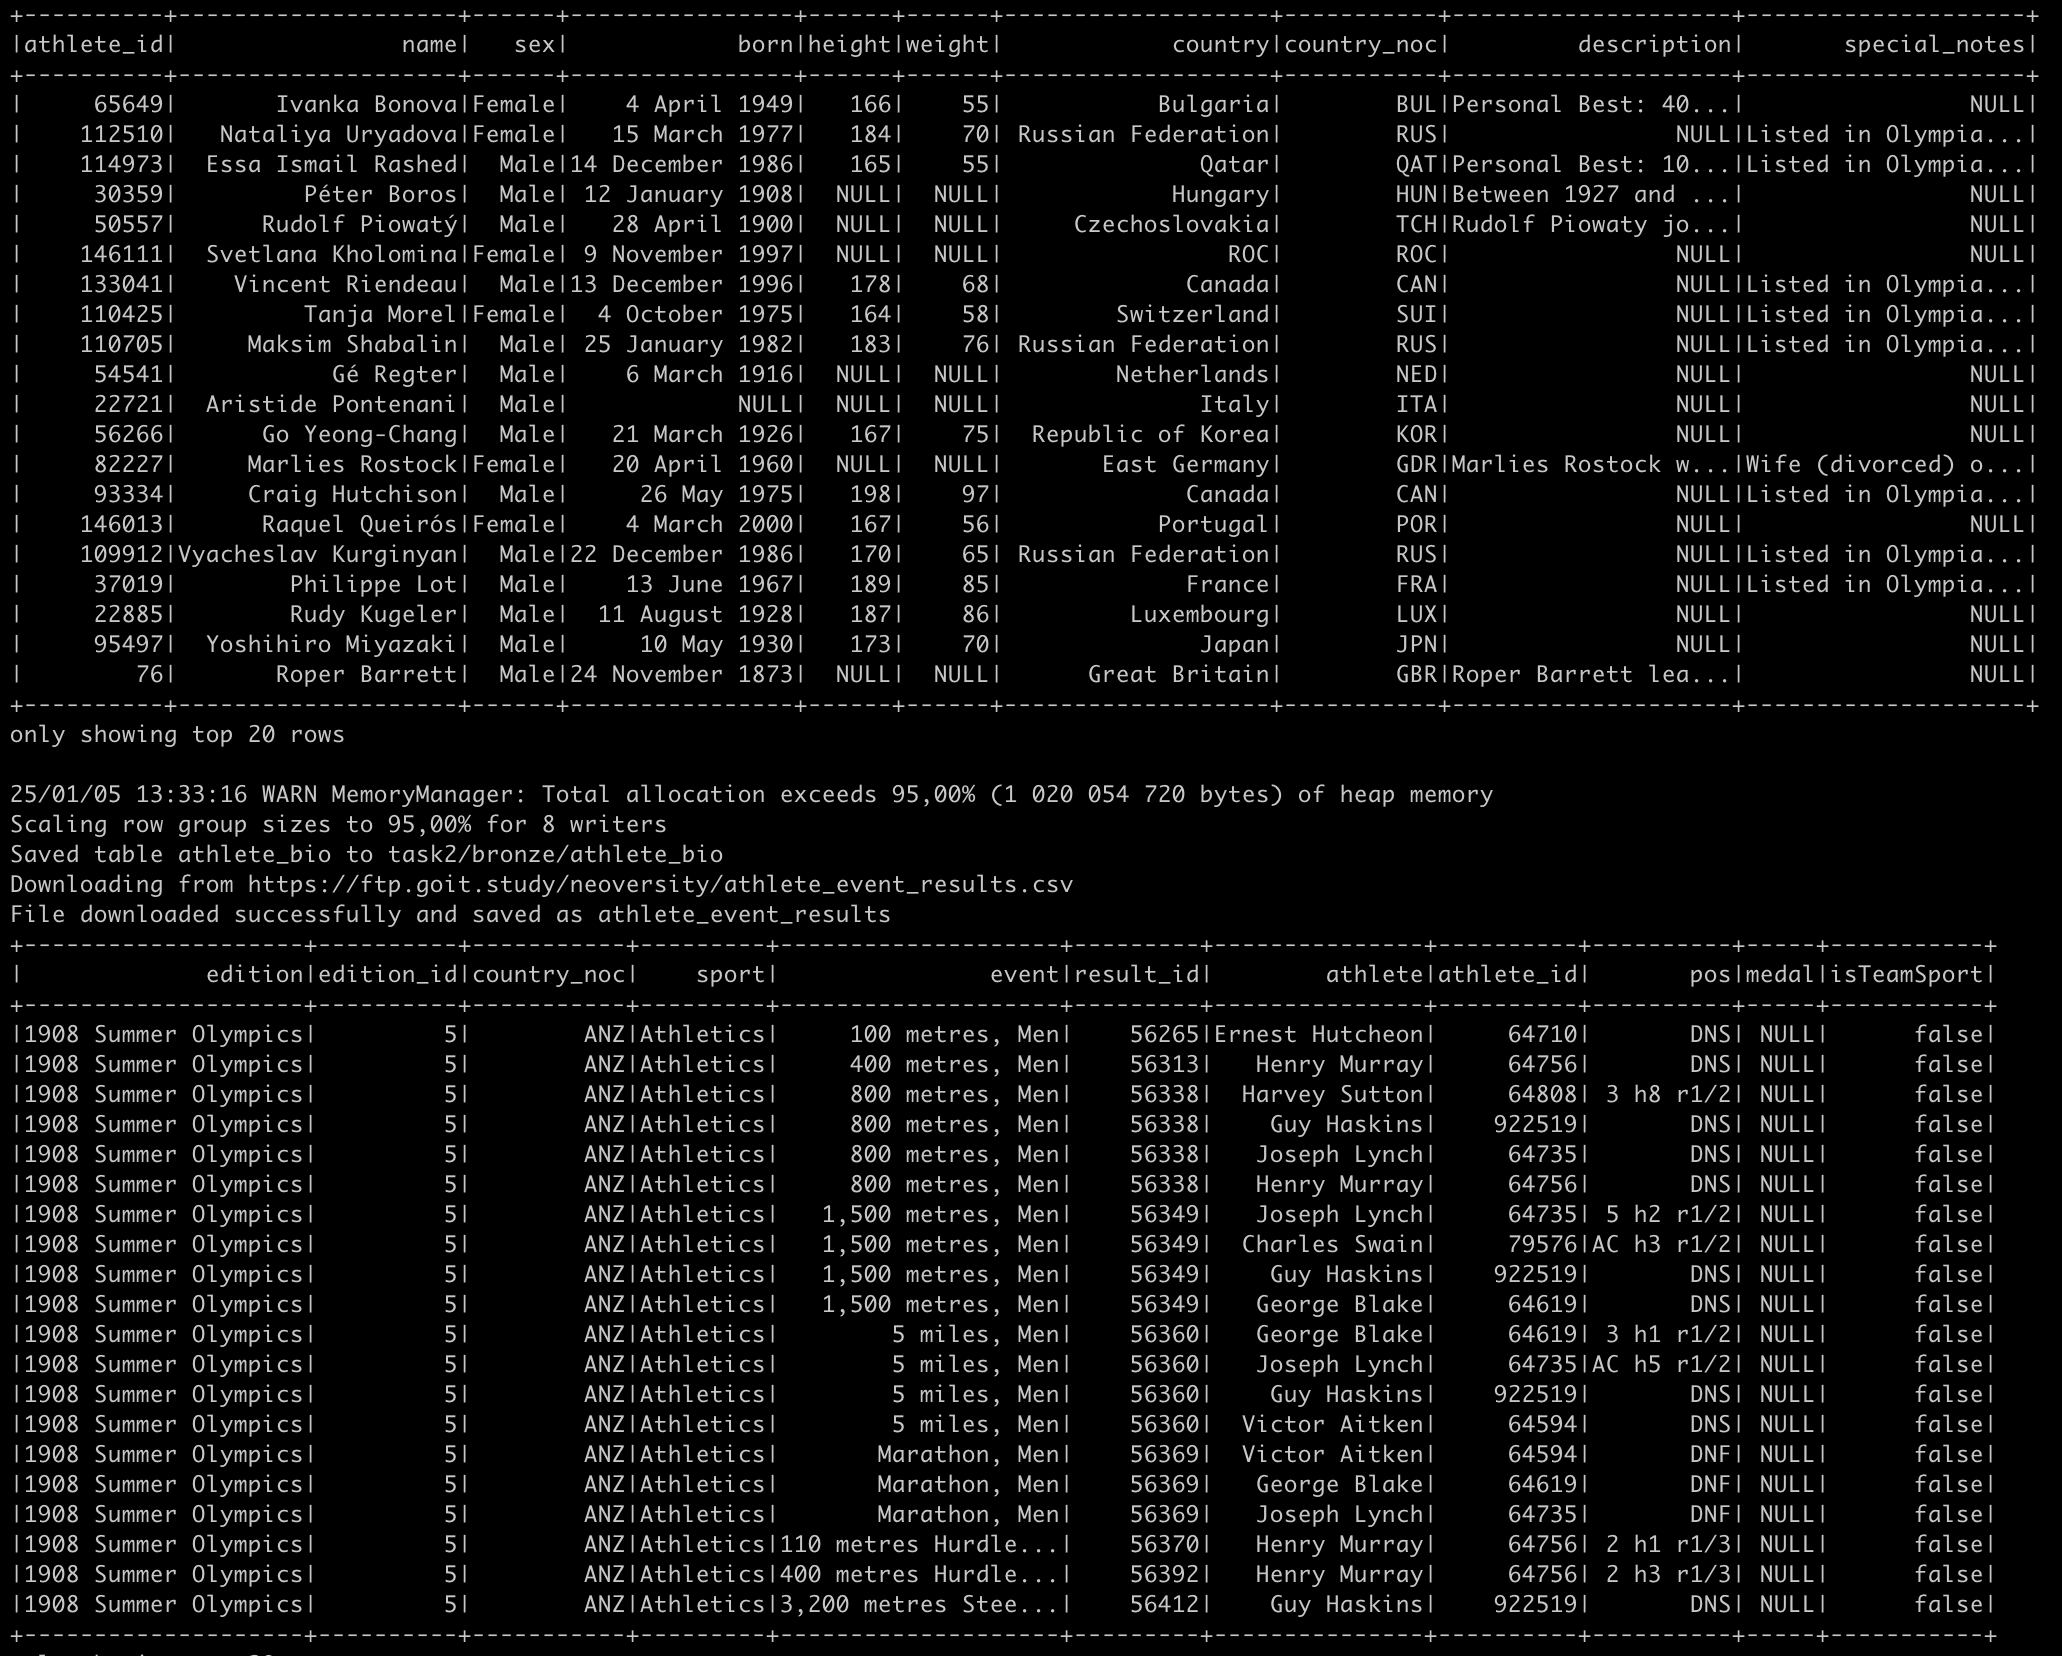 +----------+--------------------+------+----------------+------+------+-------------------+-----------+--------------------+--------------------+
|athlete_id|                name|   sex|            born|height|weight|            country|country_noc|         description|       special_notes|
+----------+--------------------+------+----------------+------+------+-------------------+-----------+--------------------+--------------------+
|     65649|       Ivanka Bonova|Female|    4 April 1949|   166|    55|           Bulgaria|        BUL|Personal Best: 40...|                NULL|
|    112510|   Nataliya Uryadova|Female|   15 March 1977|   184|    70| Russian Federation|        RUS|                NULL|Listed in Olympia...|
|    114973|  Essa Ismail Rashed|  Male|14 December 1986|   165|    55|              Qatar|        QAT|Personal Best: 10...|Listed in Olympia...|
|     30359|         Péter Boros|  Male| 12 January 1908|  NULL|  NULL|            Hungary|        HUN|Between 1927 and ...|                NULL|
|     50557|      Rudolf Piowatý|  Male|   28 April 1900|  NULL|  NULL|     Czechoslovakia|        TCH|Rudolf Piowaty jo...|                NULL|
|    146111|  Svetlana Kholomina|Female| 9 November 1997|  NULL|  NULL|                ROC|        ROC|                NULL|                NULL|
|    133041|    Vincent Riendeau|  Male|13 December 1996|   178|    68|             Canada|        CAN|                NULL|Listed in Olympia...|
|    110425|         Tanja Morel|Female|  4 October 1975|   164|    58|        Switzerland|        SUI|                NULL|Listed in Olympia...|
|    110705|     Maksim Shabalin|  Male| 25 January 1982|   183|    76| Russian Federation|        RUS|                NULL|Listed in Olympia...|
|     54541|           Gé Regter|  Male|    6 March 1916|  NULL|  NULL|        Netherlands|        NED|                NULL|                NULL|
|     22721|  Aristide Pontenani|  Male|            NULL|  NULL|  NULL|              Italy|        ITA|                NULL|                NULL|
|     56266|      Go Yeong-Chang|  Male|   21 March 1926|   167|    75|  Republic of Korea|        KOR|                NULL|                NULL|
|     82227|     Marlies Rostock|Female|   20 April 1960|  NULL|  NULL|       East Germany|        GDR|Marlies Rostock w...|Wife (divorced) o...|
|     93334|     Craig Hutchison|  Male|     26 May 1975|   198|    97|             Canada|        CAN|                NULL|Listed in Olympia...|
|    146013|      Raquel Queirós|Female|    4 March 2000|   167|    56|           Portugal|        POR|                NULL|                NULL|
|    109912|Vyacheslav Kurginyan|  Male|22 December 1986|   170|    65| Russian Federation|        RUS|                NULL|Listed in Olympia...|
|     37019|        Philippe Lot|  Male|    13 June 1967|   189|    85|             France|        FRA|                NULL|Listed in Olympia...|
|     22885|        Rudy Kugeler|  Male|  11 August 1928|   187|    86|         Luxembourg|        LUX|                NULL|                NULL|
|     95497|  Yoshihiro Miyazaki|  Male|     10 May 1930|   173|    70|              Japan|        JPN|                NULL|                NULL|
|        76|       Roper Barrett|  Male|24 November 1873|  NULL|  NULL|      Great Britain|        GBR|Roper Barrett lea...|                NULL|
+----------+--------------------+------+----------------+------+------+-------------------+-----------+--------------------+--------------------+
only showing top 20 rows
25/01/05 13:33:16 WARN MemoryManager: Total allocation exceeds 95,00% (1 020 054 720 bytes) of heap memory
Scaling row group sizes to 95,00% for 8 writers
Saved table athlete_bio to task2/bronze/athlete_bio
Downloading from https://ftp.goit.study/neoversity/athlete_event_results.csv
File downloaded successfully and saved as athlete_event_results
+--------------------+----------+-----------+---------+--------------------+---------+---------------+----------+----------+-----+-----------+
|             edition|edition_id|country_noc|    sport|               event|result_id|        athlete|athlete_id|       pos|medal|isTeamSport|
+--------------------+----------+-----------+---------+--------------------+---------+---------------+----------+----------+-----+-----------+
|1908 Summer Olympics|         5|        ANZ|Athletics|     100 metres, Men|    56265|Ernest Hutcheon|     64710|       DNS| NULL|      false|
|1908 Summer Olympics|         5|        ANZ|Athletics|     400 metres, Men|    56313|   Henry Murray|     64756|       DNS| NULL|      false|
|1908 Summer Olympics|         5|        ANZ|Athletics|     800 metres, Men|    56338|  Harvey Sutton|     64808| 3 h8 r1/2| NULL|      false|
|1908 Summer Olympics|         5|        ANZ|Athletics|     800 metres, Men|    56338|    Guy Haskins|    922519|       DNS| NULL|      false|
|1908 Summer Olympics|         5|        ANZ|Athletics|     800 metres, Men|    56338|   Joseph Lynch|     64735|       DNS| NULL|      false|
|1908 Summer Olympics|         5|        ANZ|Athletics|     800 metres, Men|    56338|   Henry Murray|     64756|       DNS| NULL|      false|
|1908 Summer Olympics|         5|        ANZ|Athletics|   1,500 metres, Men|    56349|   Joseph Lynch|     64735| 5 h2 r1/2| NULL|      false|
|1908 Summer Olympics|         5|        ANZ|Athletics|   1,500 metres, Men|    56349|  Charles Swain|     79576|AC h3 r1/2| NULL|      false|
|1908 Summer Olympics|         5|        ANZ|Athletics|   1,500 metres, Men|    56349|    Guy Haskins|    922519|       DNS| NULL|      false|
|1908 Summer Olympics|         5|        ANZ|Athletics|   1,500 metres, Men|    56349|   George Blake|     64619|       DNS| NULL|      false|
|1908 Summer Olympics|         5|        ANZ|Athletics|        5 miles, Men|    56360|   George Blake|     64619| 3 h1 r1/2| NULL|      false|
|1908 Summer Olympics|         5|        ANZ|Athletics|        5 miles, Men|    56360|   Joseph Lynch|     64735|AC h5 r1/2| NULL|      false|
|1908 Summer Olympics|         5|        ANZ|Athletics|        5 miles, Men|    56360|    Guy Haskins|    922519|       DNS| NULL|      false|
|1908 Summer Olympics|         5|        ANZ|Athletics|        5 miles, Men|    56360|  Victor Aitken|     64594|       DNS| NULL|      false|
|1908 Summer Olympics|         5|        ANZ|Athletics|       Marathon, Men|    56369|  Victor Aitken|     64594|       DNF| NULL|      false|
|1908 Summer Olympics|         5|        ANZ|Athletics|       Marathon, Men|    56369|   George Blake|     64619|       DNF| NULL|      false|
|1908 Summer Olympics|         5|        ANZ|Athletics|       Marathon, Men|    56369|   Joseph Lynch|     64735|       DNF| NULL|      false|
|1908 Summer Olympics|         5|        ANZ|Athletics|110 metres Hurdle...|    56370|   Henry Murray|     64756| 2 h1 r1/3| NULL|      false|
|1908 Summer Olympics|         5|        ANZ|Athletics|400 metres Hurdle...|    56392|   Henry Murray|     64756| 2 h3 r1/3| NULL|      false|
|1908 Summer Olympics|         5|        ANZ|Athletics|3,200 metres Stee...|    56412|    Guy Haskins|    922519|       DNS| NULL|      false|
+--------------------+----------+-----------+---------+--------------------+---------+---------------+----------+----------+-----+-----------+